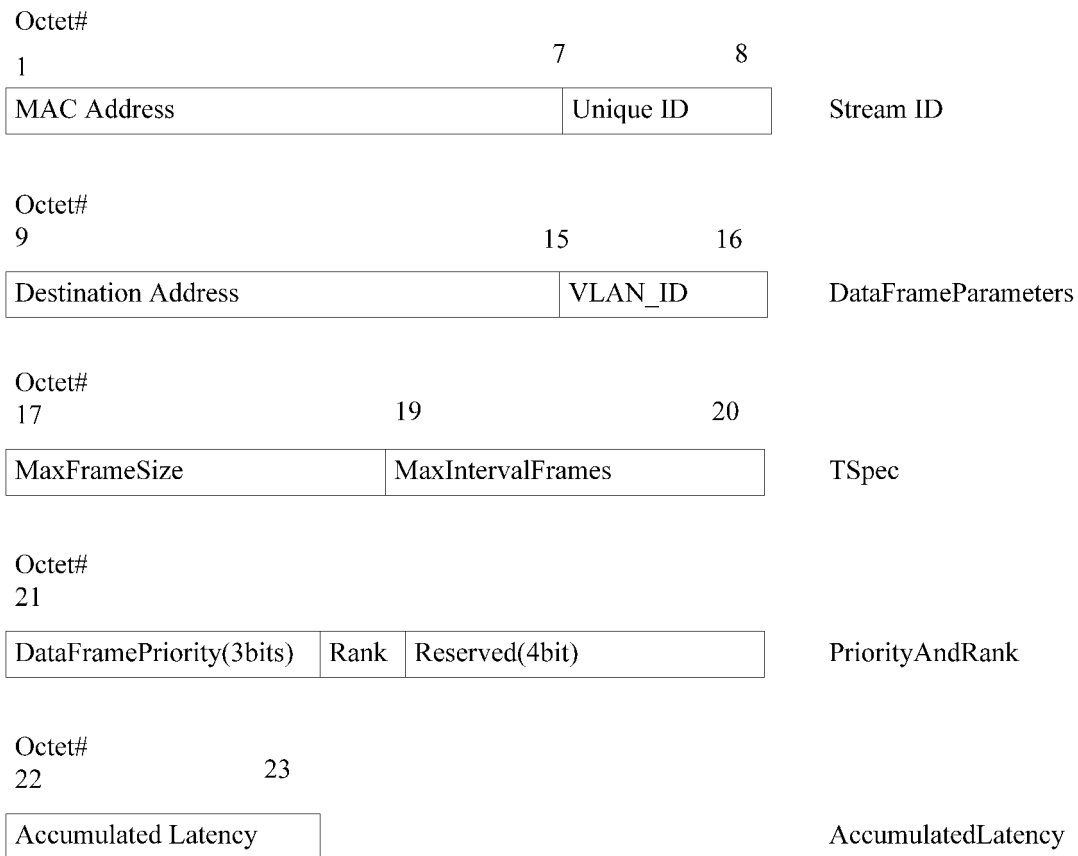 Octet#
1 7 8
MAC Address Unique ID Stream ID
Octet#
9 15 16
Destination Address VLAN_ID DataFrameParameters
Octet#
17 19 20
MaxFrameSize MaxIntervalFrames TSpec
Octet#
21
DataFramePriority(3bits) Rank Reserved(4bit) PriorityAndRank
Octet#
22 23
Accumulated Latency AccumulatedLatency